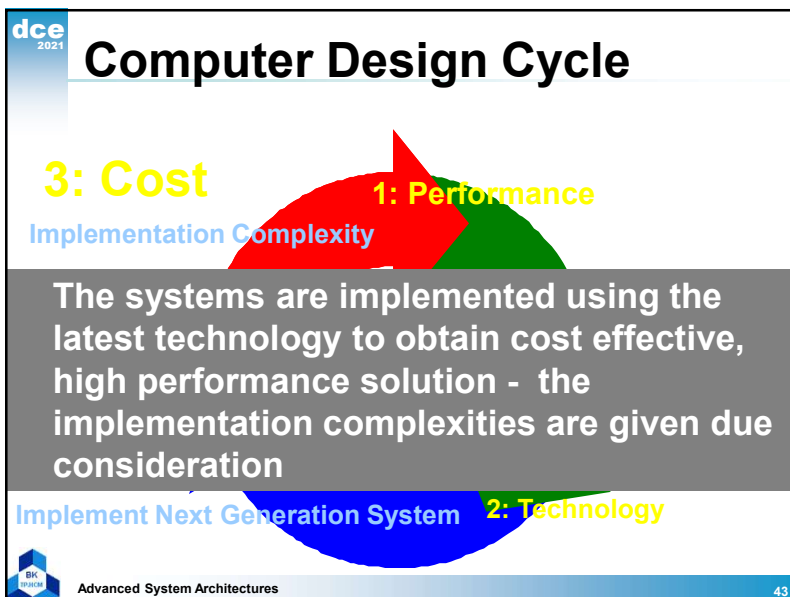 dce
2021
Computer Design Cycle
3: Cost
1: Performance
Implementation Complexity
The systems are implemented using the
latest technology to obtain cost effective,
high performance solution - the
implementation complexities are given due
consideration
Implement Next Generation System
2: Technology
BK
TP.HCM
Advanced System Architectures
43